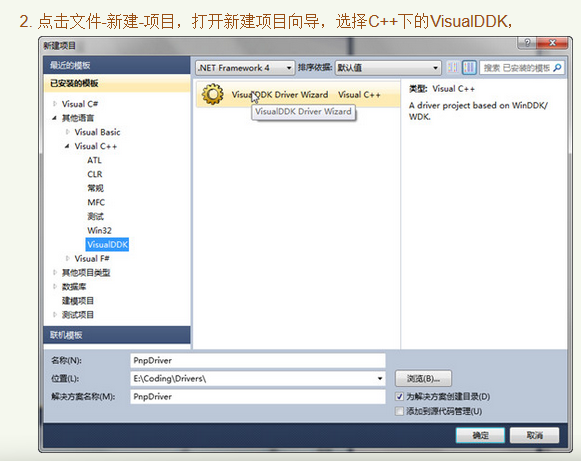 2. 点击文件-新建-项目，打开新建项目向导，选择C++下的VisualDDK，
新建项目
最近的模板
已安装的模板
Visual C#
其他语言
Visual Basic
Visual C++
ATL
CLR
常规
MFC
测试
Win32
VisualDDK
Visual F#
其他项目类型
数据库
建模项目
测试项目
联机模板
.NET Framework 4 排序依据: 默认值 搜索 已安装的模板
VisualDDK Driver Wizard Visual C++
VisualDDK Driver Wizard
类型: Visual C++
A driver project based on WinDDK/
WDK.
名称(N): PnpDriver
位置(L): E:\Coding\Drivers\ 浏览(B)...
解决方案名称(M): PnpDriver
为解决方案创建目录(D)
添加到源代码管理(U)
确定 取消